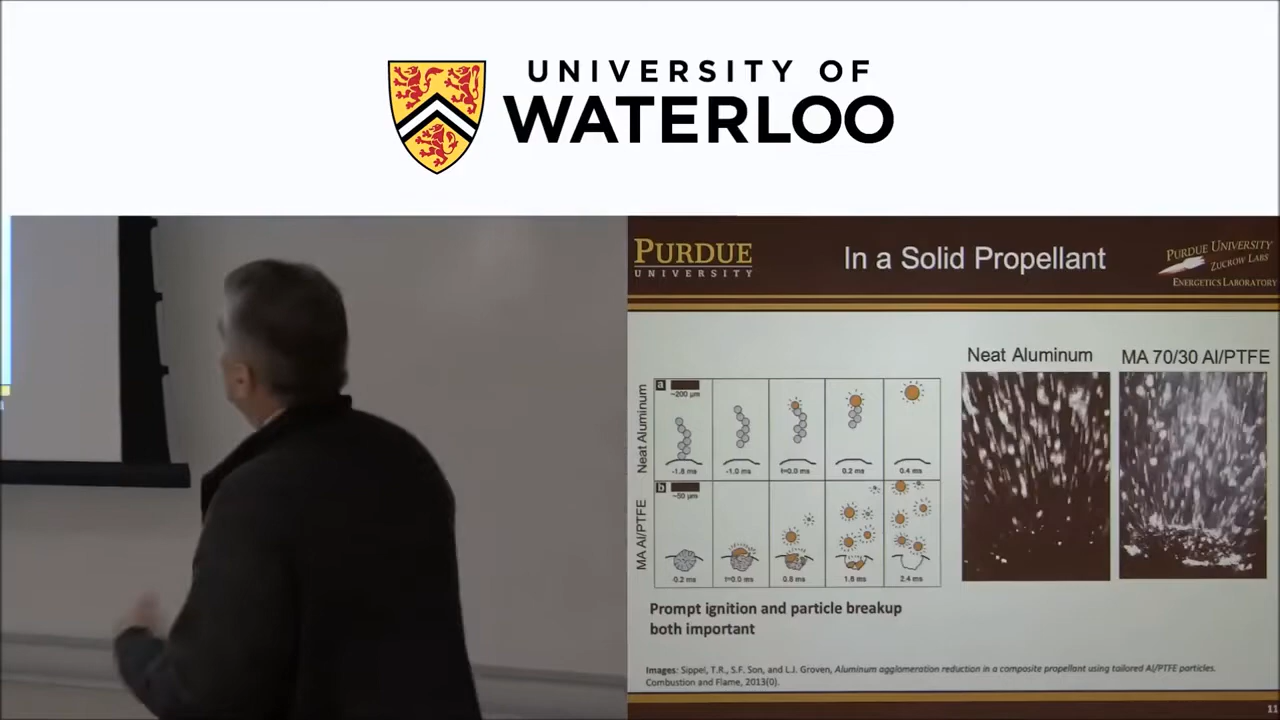 UNIVERSITY OF
WATERLOO
PURDUE
UNIVERSITY
In a Solid Propellant
PURDUE UNIVERSITY
ZUCROW LABS
ENERGETICS LABORATORY
Neat Aluminum
MA 70/30 Al/PTFE
Neat Aluminum
a
~200 µm
-1.8 ms
-1.0 ms
t=0.0 ms
0.2 ms
0.4 ms
MA Al/PTFE
b
~50 µm
-0.2 ms
t=0.0 ms
0.8 ms
1.6 ms
2.4 ms
Prompt ignition and particle breakup
both important
Images: Sippel, T.R., S.F. Son, and L.J. Groven, Aluminum agglomeration reduction in a composite propellant using tailored Al/PTFE particles.
Combustion and Flame, 2013(0).
11